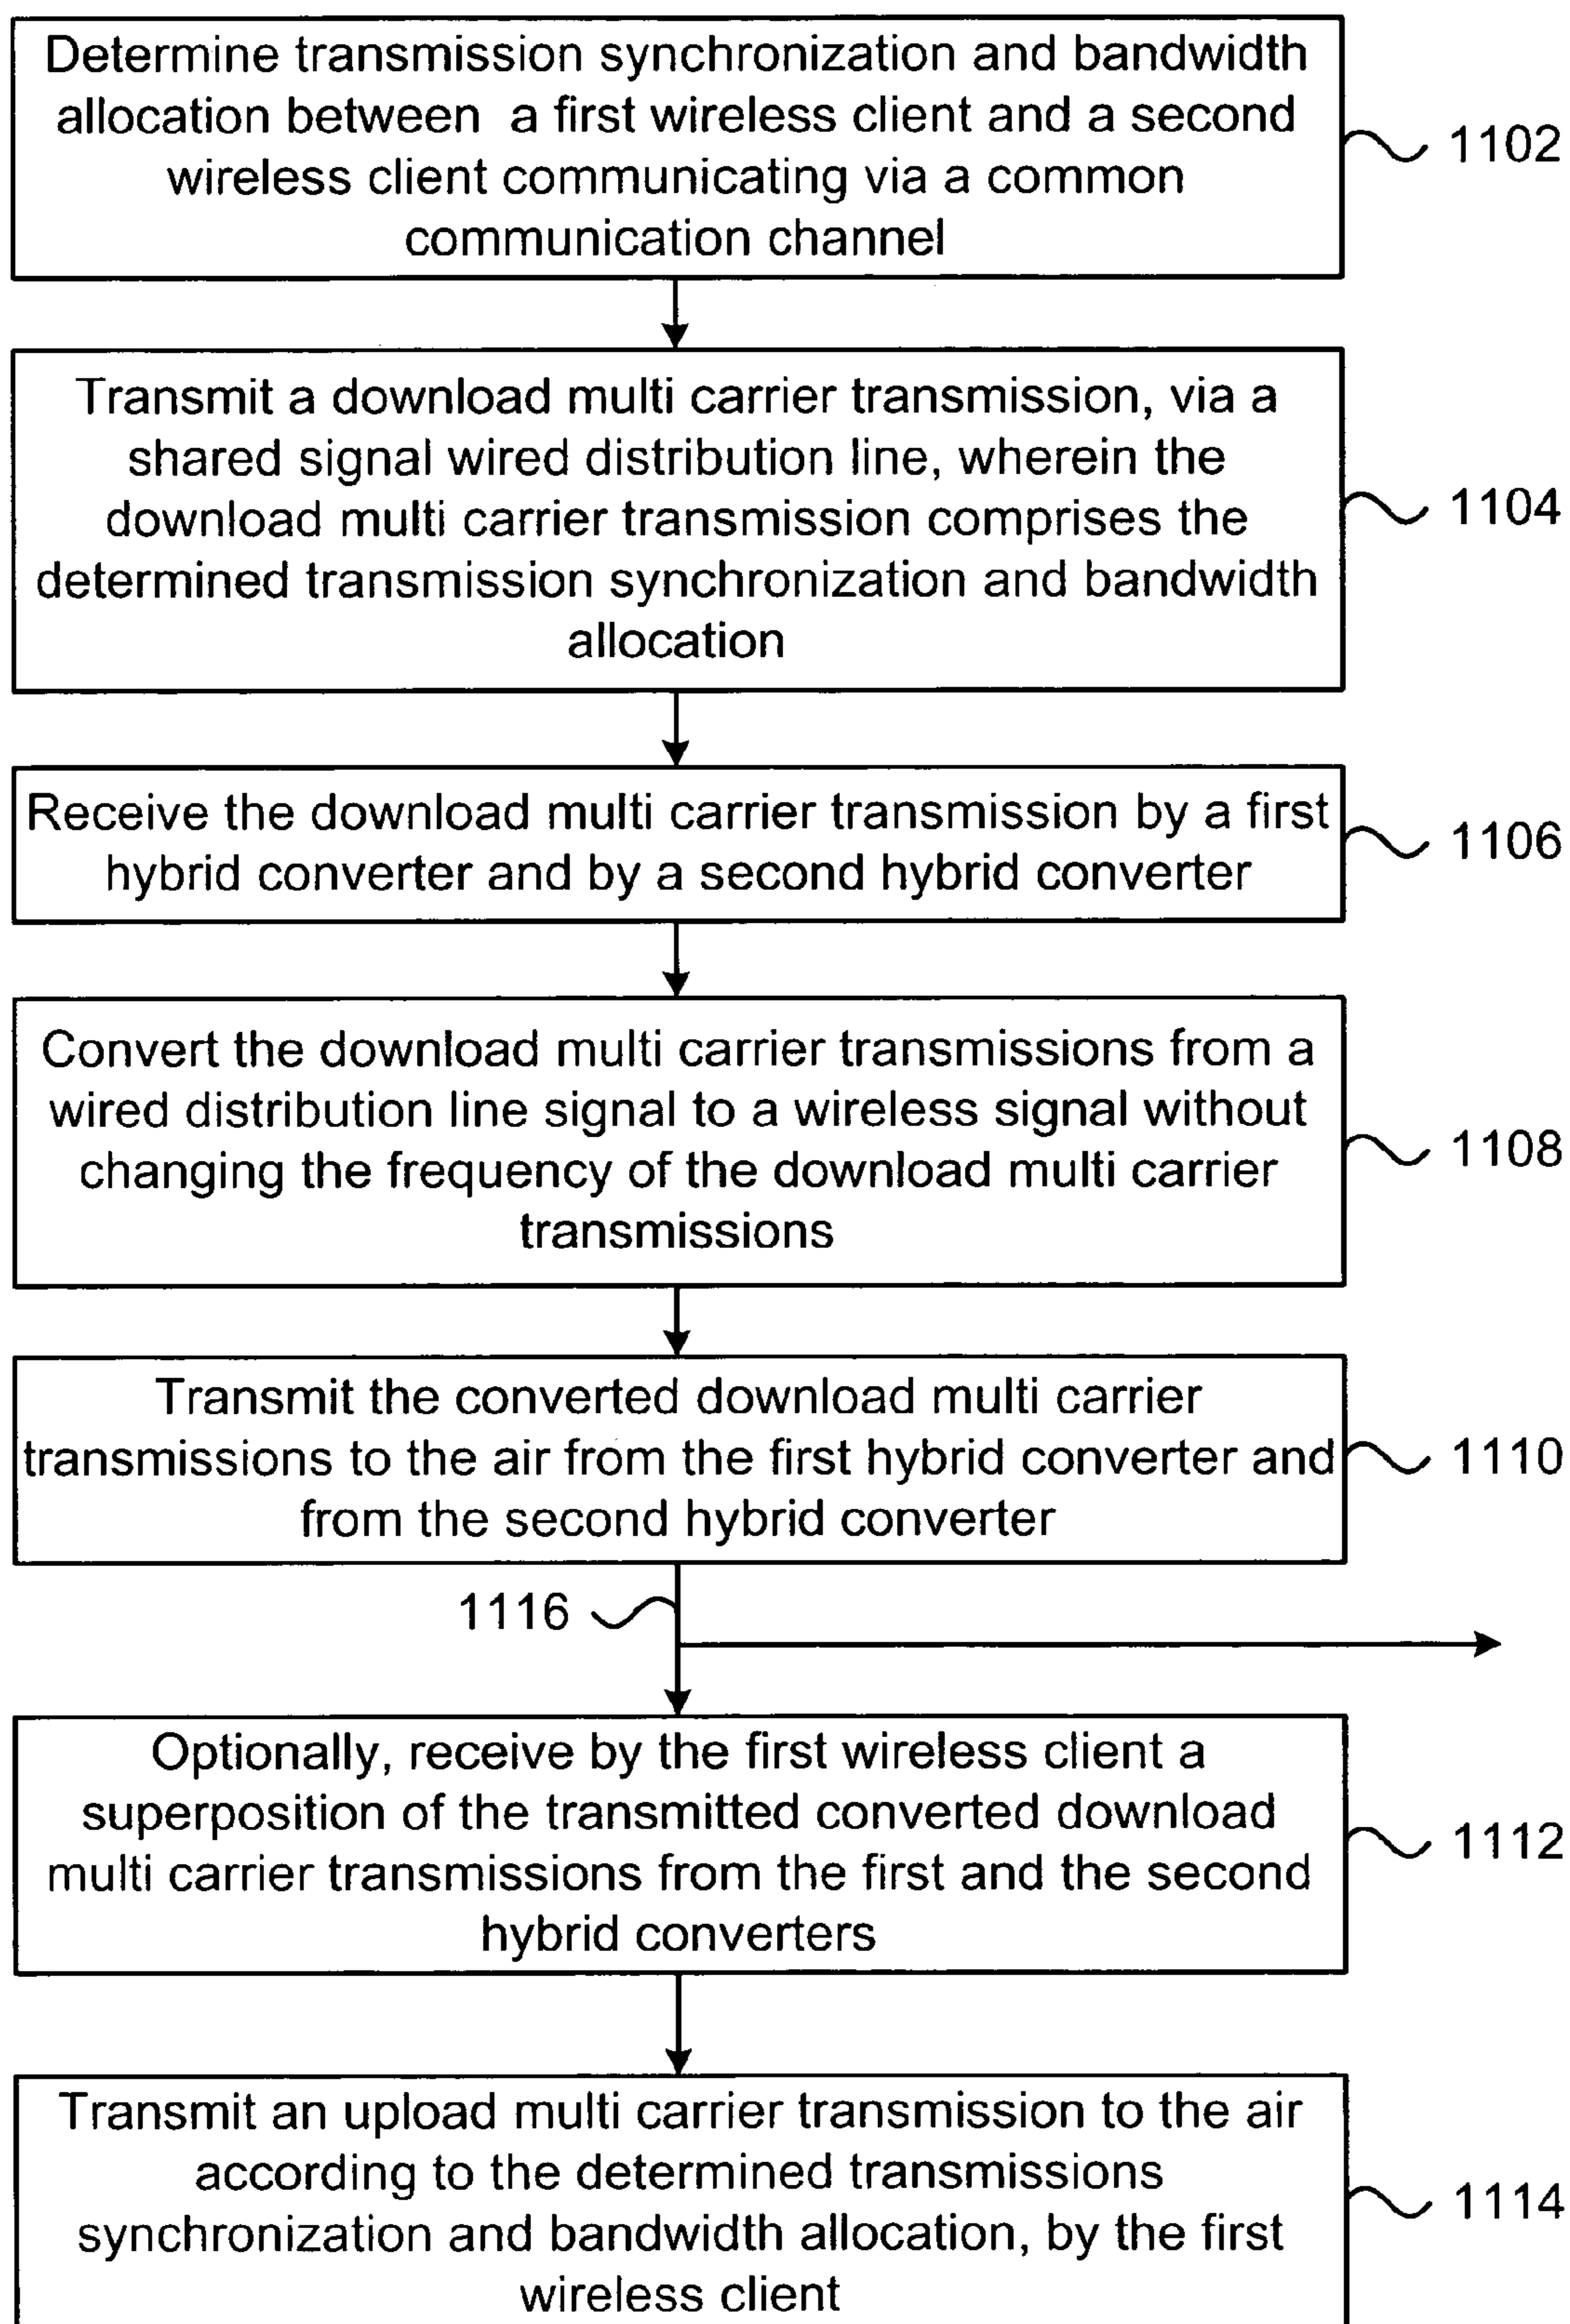 Determine transmission synchronization and bandwidth
allocation between a first wireless client and a second
wireless client communicating via a common
communication channel
1102
Transmit a download multi carrier transmission, via a
shared signal wired distribution line, wherein the
download multi carrier transmission comprises the
determined transmission synchronization and bandwidth
allocation
1104
Receive the download multi carrier transmission by a first
hybrid converter and by a second hybrid converter
1106
Convert the download multi carrier transmissions from a
wired distribution line signal to a wireless signal without
changing the frequency of the download multi carrier
transmissions
1108
Transmit the converted download multi carrier
transmissions to the air from the first hybrid converter and
from the second hybrid converter
1110
1116
Optionally, receive by the first wireless client a
superposition of the transmitted converted download
multi carrier transmissions from the first and the second
hybrid converters
1112
Transmit an upload multi carrier transmission to the air
according to the determined transmissions
synchronization and bandwidth allocation, by the first
wireless client
1114